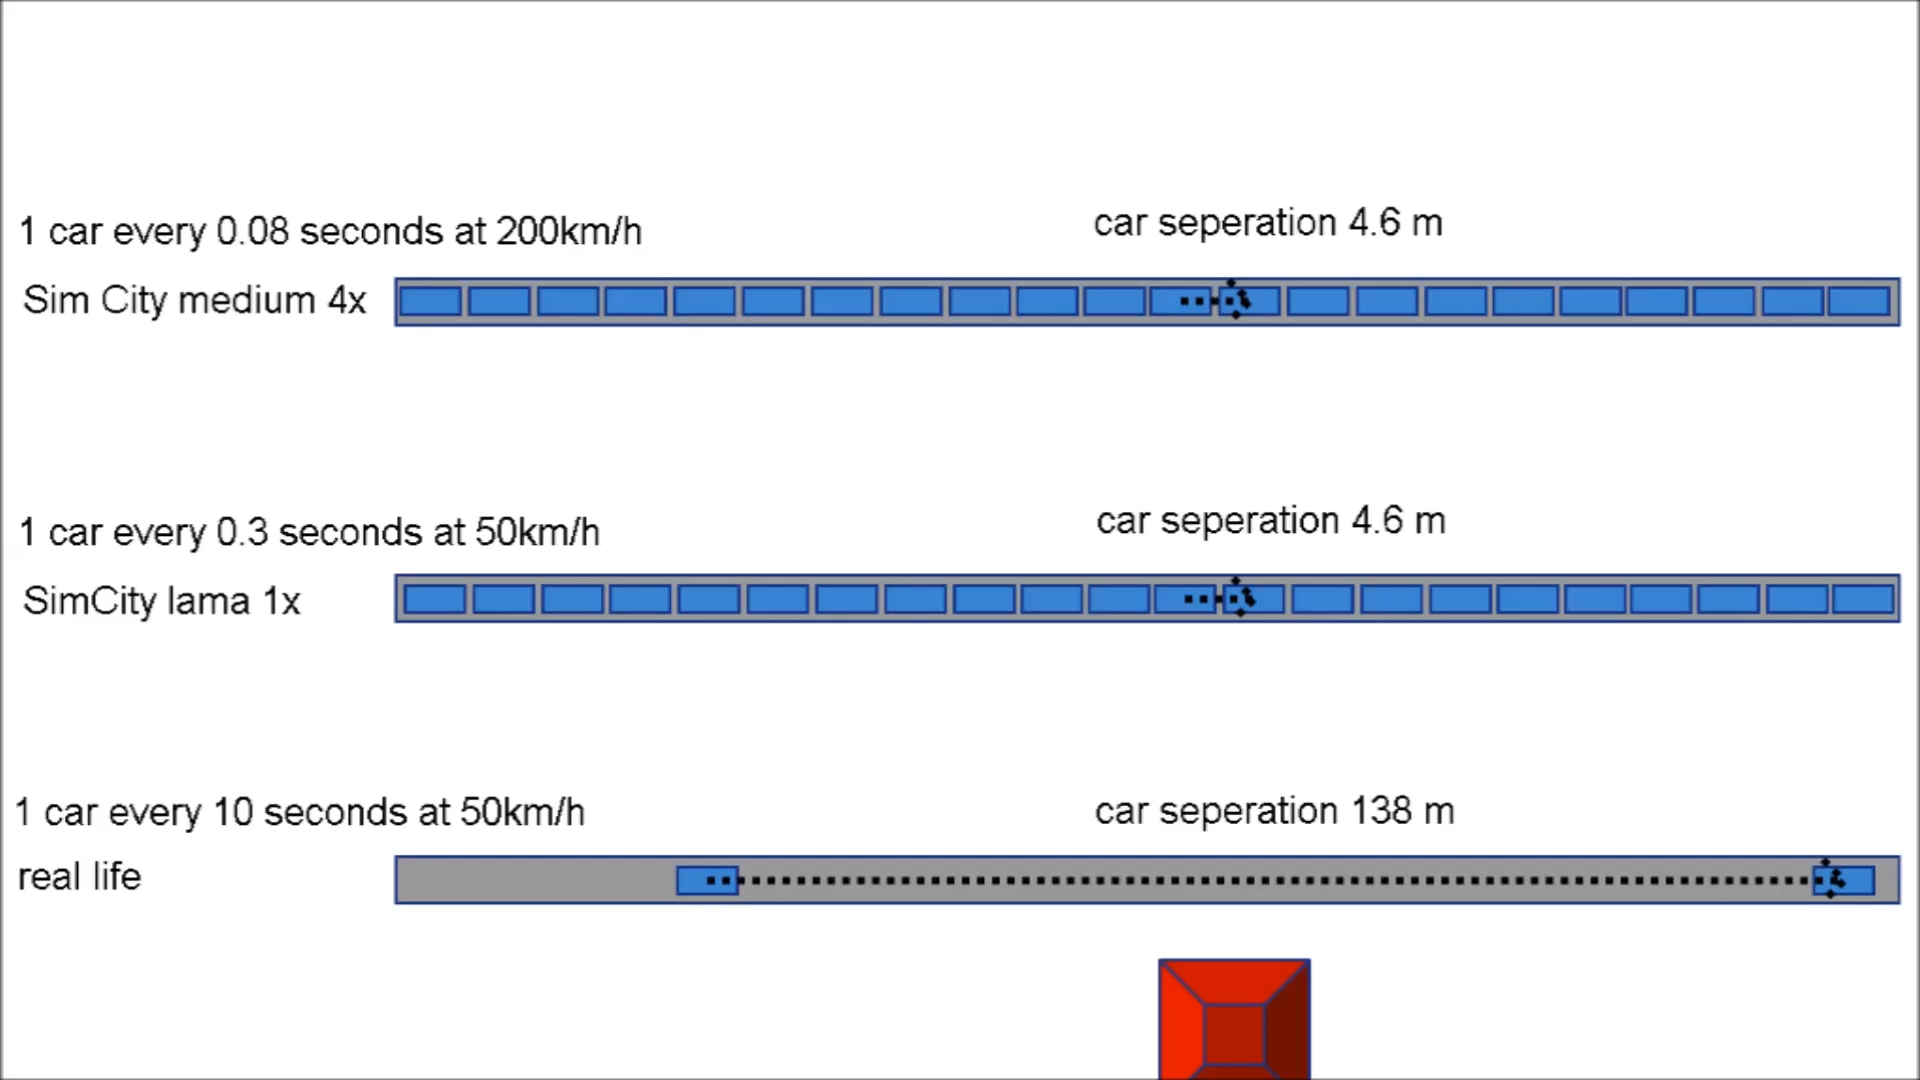 1 car every 0.08 seconds at 200km/h
car seperation 4.6 m
Sim City medium 4x
1 car every 0.3 seconds at 50km/h
car seperation 4.6 m
SimCity lama 1x
1 car every 10 seconds at 50km/h
car seperation 138 m
real life